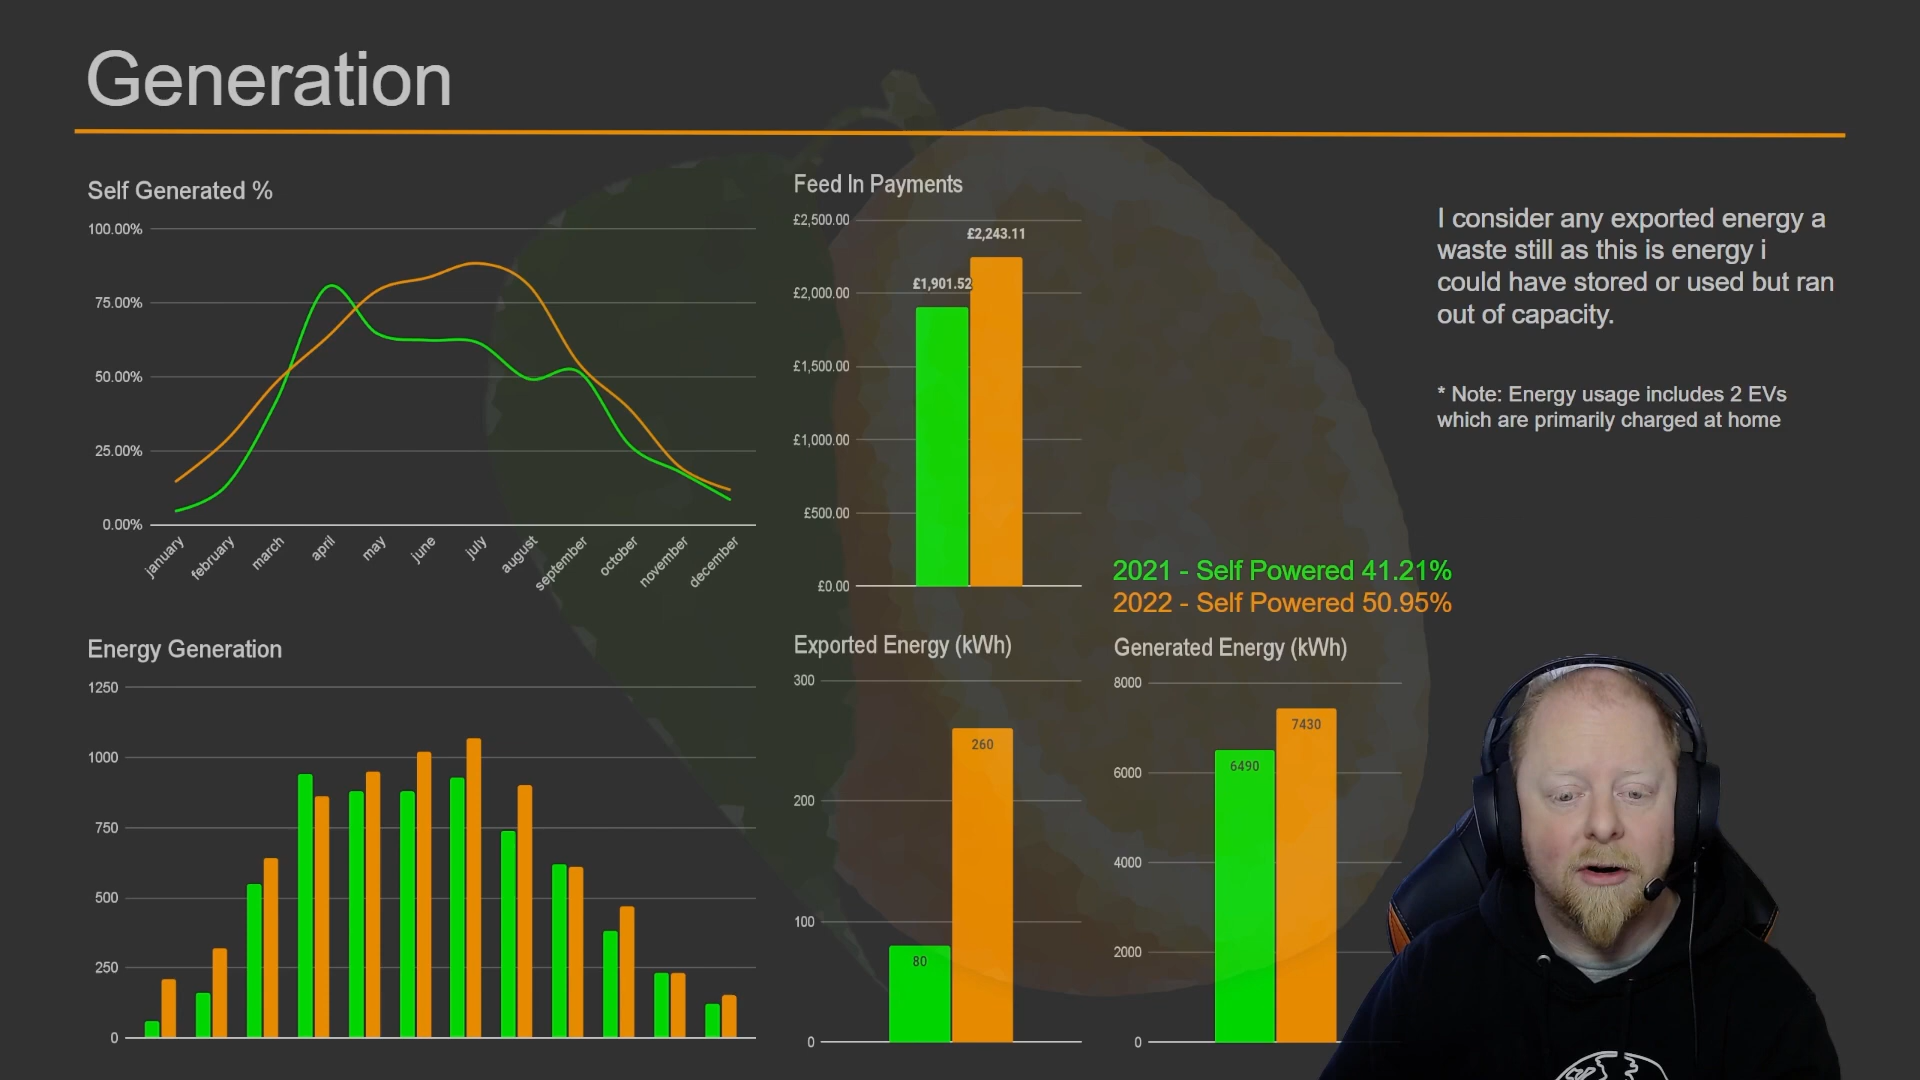 Generation
Self Generated %
100.00%
75.00%
50.00%
25.00%
0.00%
january
february
march
april
may
june
july
august
september
october
november
december
Feed In Payments
£2,500.00
£2,000.00
£1,500.00
£1,000.00
£500.00
£0.00
£1,901.52
£2,243.11
I consider any exported energy a
waste still as this is energy i
could have stored or used but ran
out of capacity.
* Note: Energy usage includes 2 EVs
which are primarily charged at home
2021 - Self Powered 41.21%
2022 - Self Powered 50.95%
Energy Generation
1250
1000
750
500
250
0
Exported Energy (kWh)
300
200
100
0
80
260
Generated Energy (kWh)
8000
6000
4000
2000
0
6490
7430